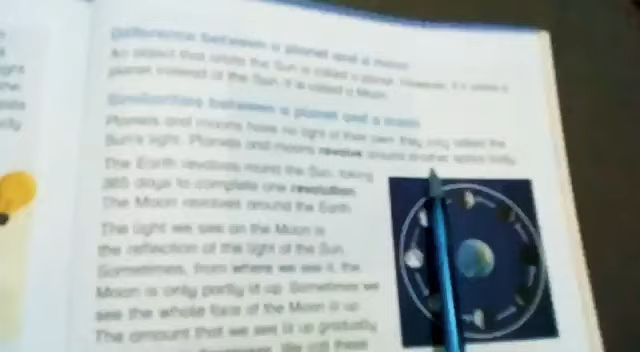 Difference between a planet and a moon
An object that orbits the Sun is called a planet. However, if it orbits a
planet instead of the Sun, it is called a Moon.
Similarities between a planet and a moon
Planets and moons have no light of their own, they only reflect the
Sun's light. Planets and moons revolve around another space body.
The Earth revolves round the Sun, taking
365 days to complete one revolution.
The Moon revolves around the Earth.
The light we see on the Moon is
the reflection of the light of the Sun.
Sometimes, from where we see it, the
Moon is only partly lit up. Sometimes we
see the whole face of the Moon lit up.
The amount that we see lit up gradually